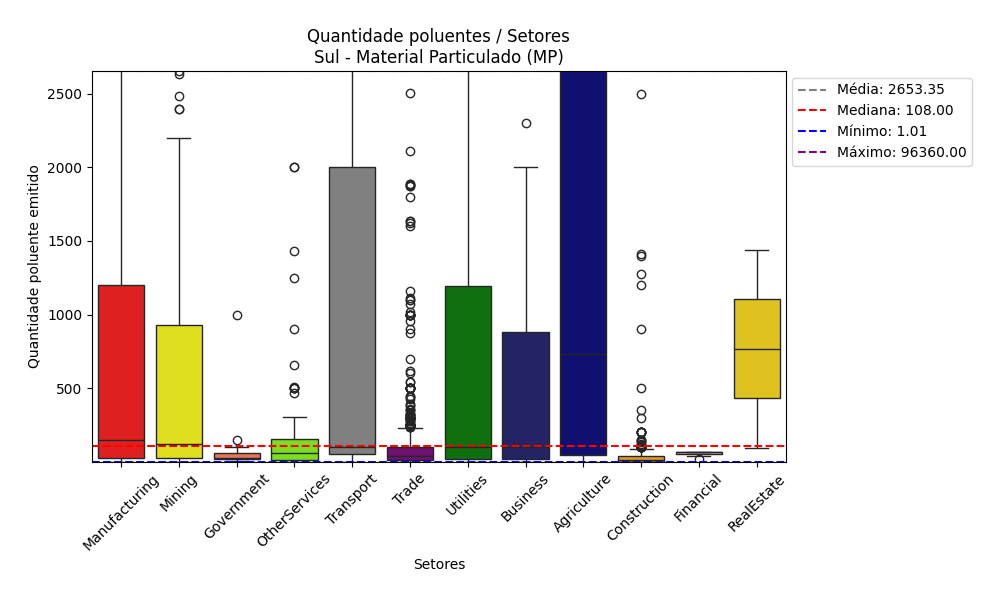 Quantidade poluentes / Setores
Sul - Material Particulado (MP)
Quantidade poluente emitido
2500
2000
1500
1000
500
Média: 2653.35
Mediana: 108.00
Mínimo: 1.01
Máximo: 96360.00
Manufacturing
Mining
Government
OtherServices
Transport
Trade
Utilities
Business
Agriculture
Construction
Financial
RealEstate
Setores